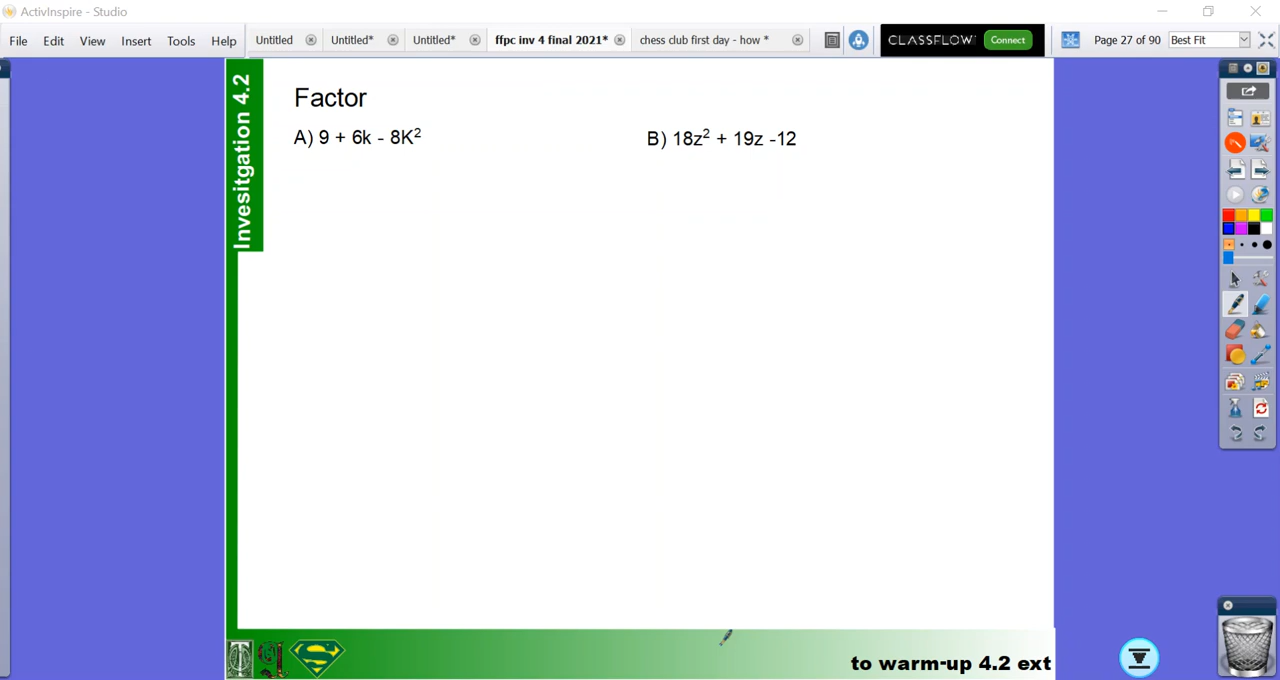 ActivInspire - Studio
File Edit View Insert Tools Help
Untitled Untitled* Untitled* ffpc inv 4 final 2021* chess club first day - how *
CLASSFLOW Connect
Page 27 of 90 Best Fit
Invesitgation 4.2
Factor
A) 9 + 6k - 8K²
B) 18z² + 19z -12
to warm-up 4.2 ext